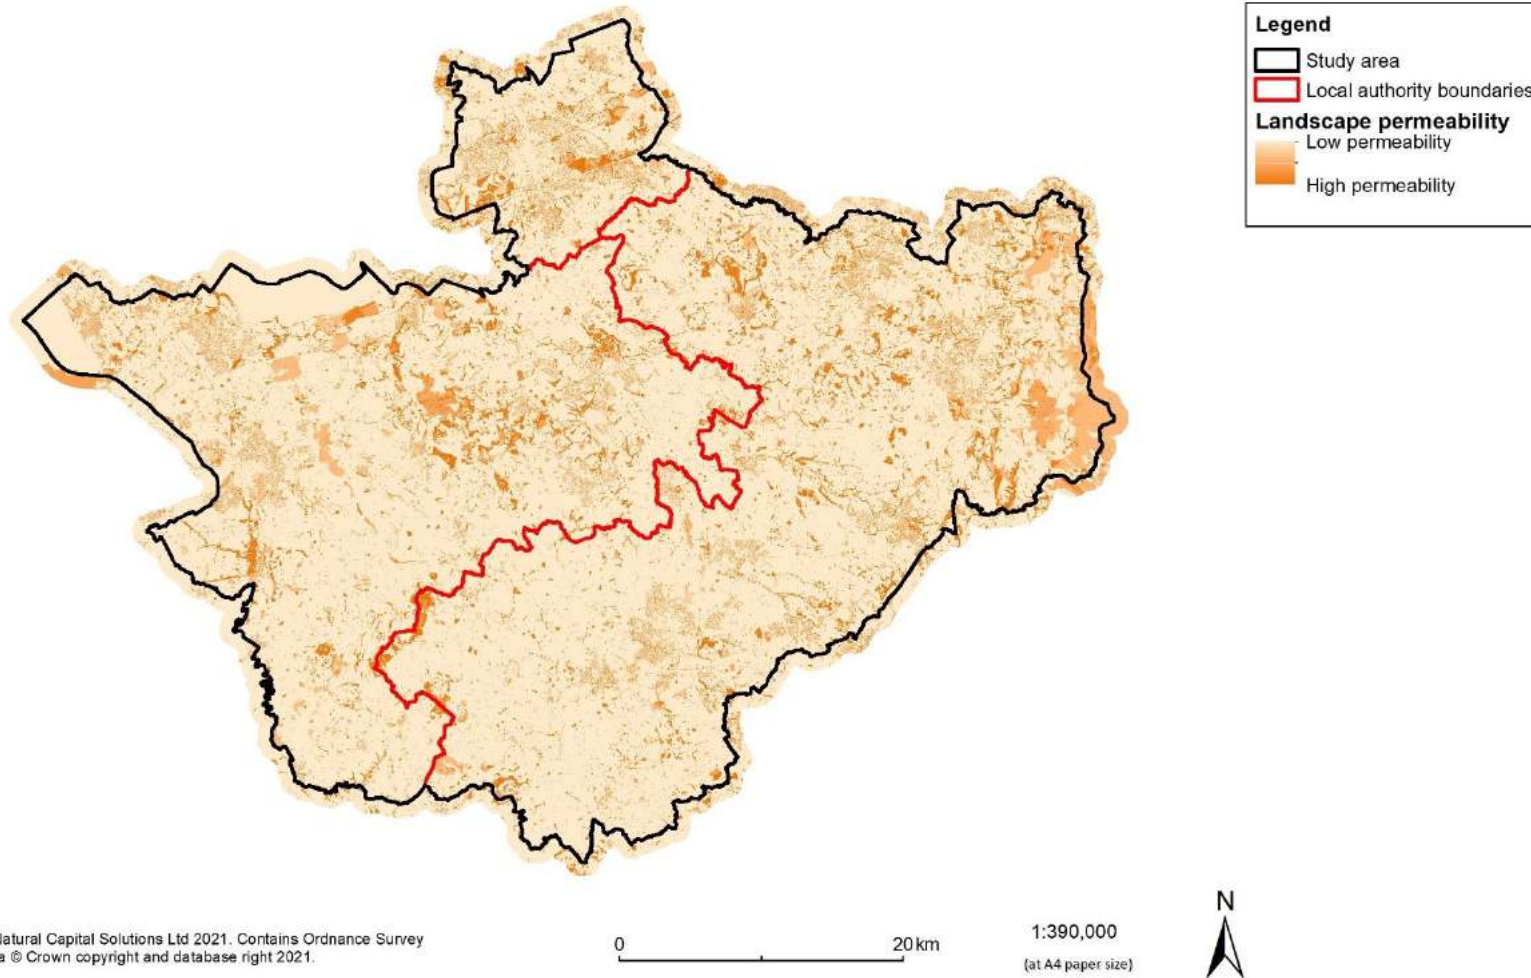 Legend
Study area
Local authority boundaries
Landscape permeability
Low permeability
High permeability
N
Natural Capital Solutions Ltd 2021. Contains Ordnance Survey
© Crown copyright and database right 2021.
0 20 km
1:390,000
(at A4 paper size)